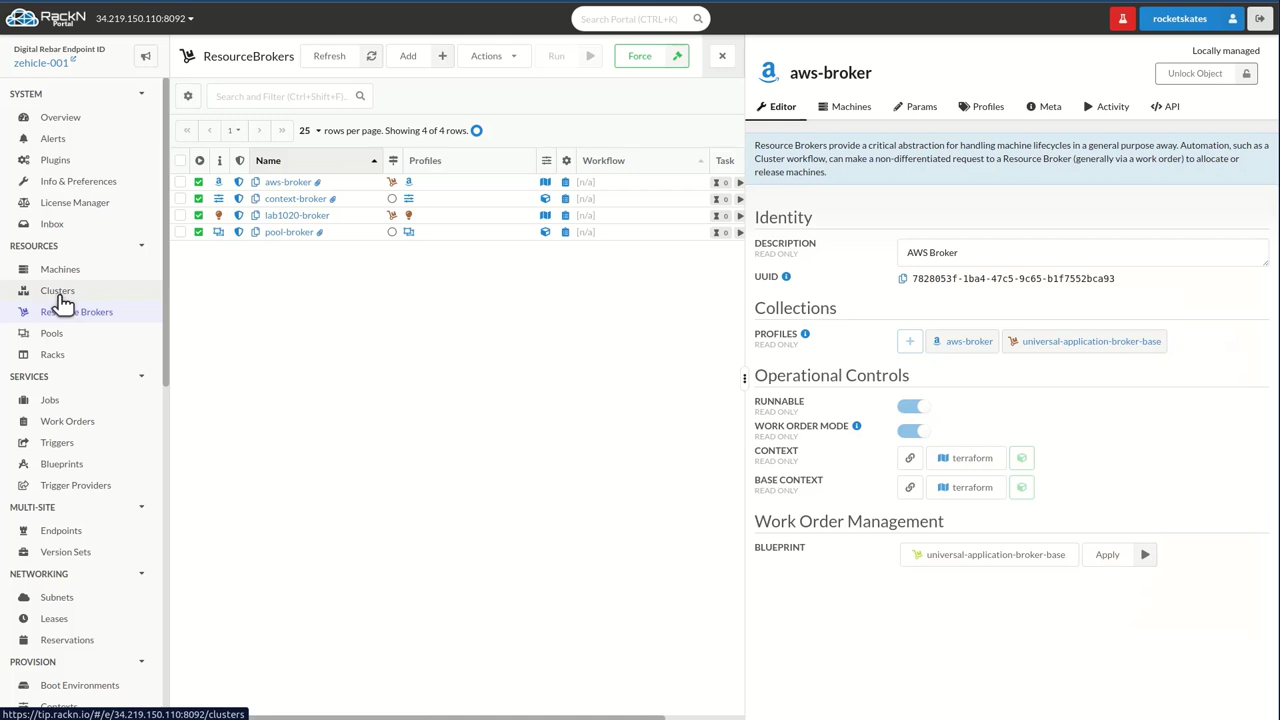 RACKN Portal
34.219.150.110:8092
Search Portal (CTRL+K)
rocketskates
Digital Rebar Endpoint ID
zehicle-001
SYSTEM
Overview
Alerts
Plugins
Info & Preferences
License Manager
Inbox
RESOURCES
Machines
Clusters
Brokers
Pools
Racks
SERVICES
Jobs
Work Orders
Triggers
Blueprints
Trigger Providers
MULTI-SITE
Endpoints
Version Sets
NETWORKING
Subnets
Leases
Reservations
PROVISION
Boot Environments
https://tip.rackn.io/#/e/34.219.150.110:8092/clusters
ResourceBrokers
Refresh
Add
Actions
Run
Force
Search and Filter (Ctrl+Shift+F)...
1
25 rows per page. Showing 4 of 4 rows.
Name Profiles Workflow Task
aws-broker [n/a] 0
context-broker [n/a] 0
lab1020-broker [n/a] 0
pool-broker [n/a] 0
Locally managed
aws-broker
Unlock Object
Editor
Machines
Params
Profiles
Meta
Activity
API
Resource Brokers provide a critical abstraction for handling machine lifecycles in a general purpose away. Automation, such as a
Cluster workflow, can make a non-differentiated request to a Resource Broker (generally via a work order) to allocate or
release machines.
Identity
DESCRIPTION
READ ONLY
AWS Broker
UUID
7828053f-1ba4-47c5-9c65-b1f7552bca93
Collections
PROFILES
READ ONLY
aws-broker
universal-application-broker-base
Operational Controls
RUNNABLE
READ ONLY
WORK ORDER MODE
READ ONLY
CONTEXT
READ ONLY
terraform
BASE CONTEXT
READ ONLY
terraform
Work Order Management
BLUEPRINT
universal-application-broker-base
Apply